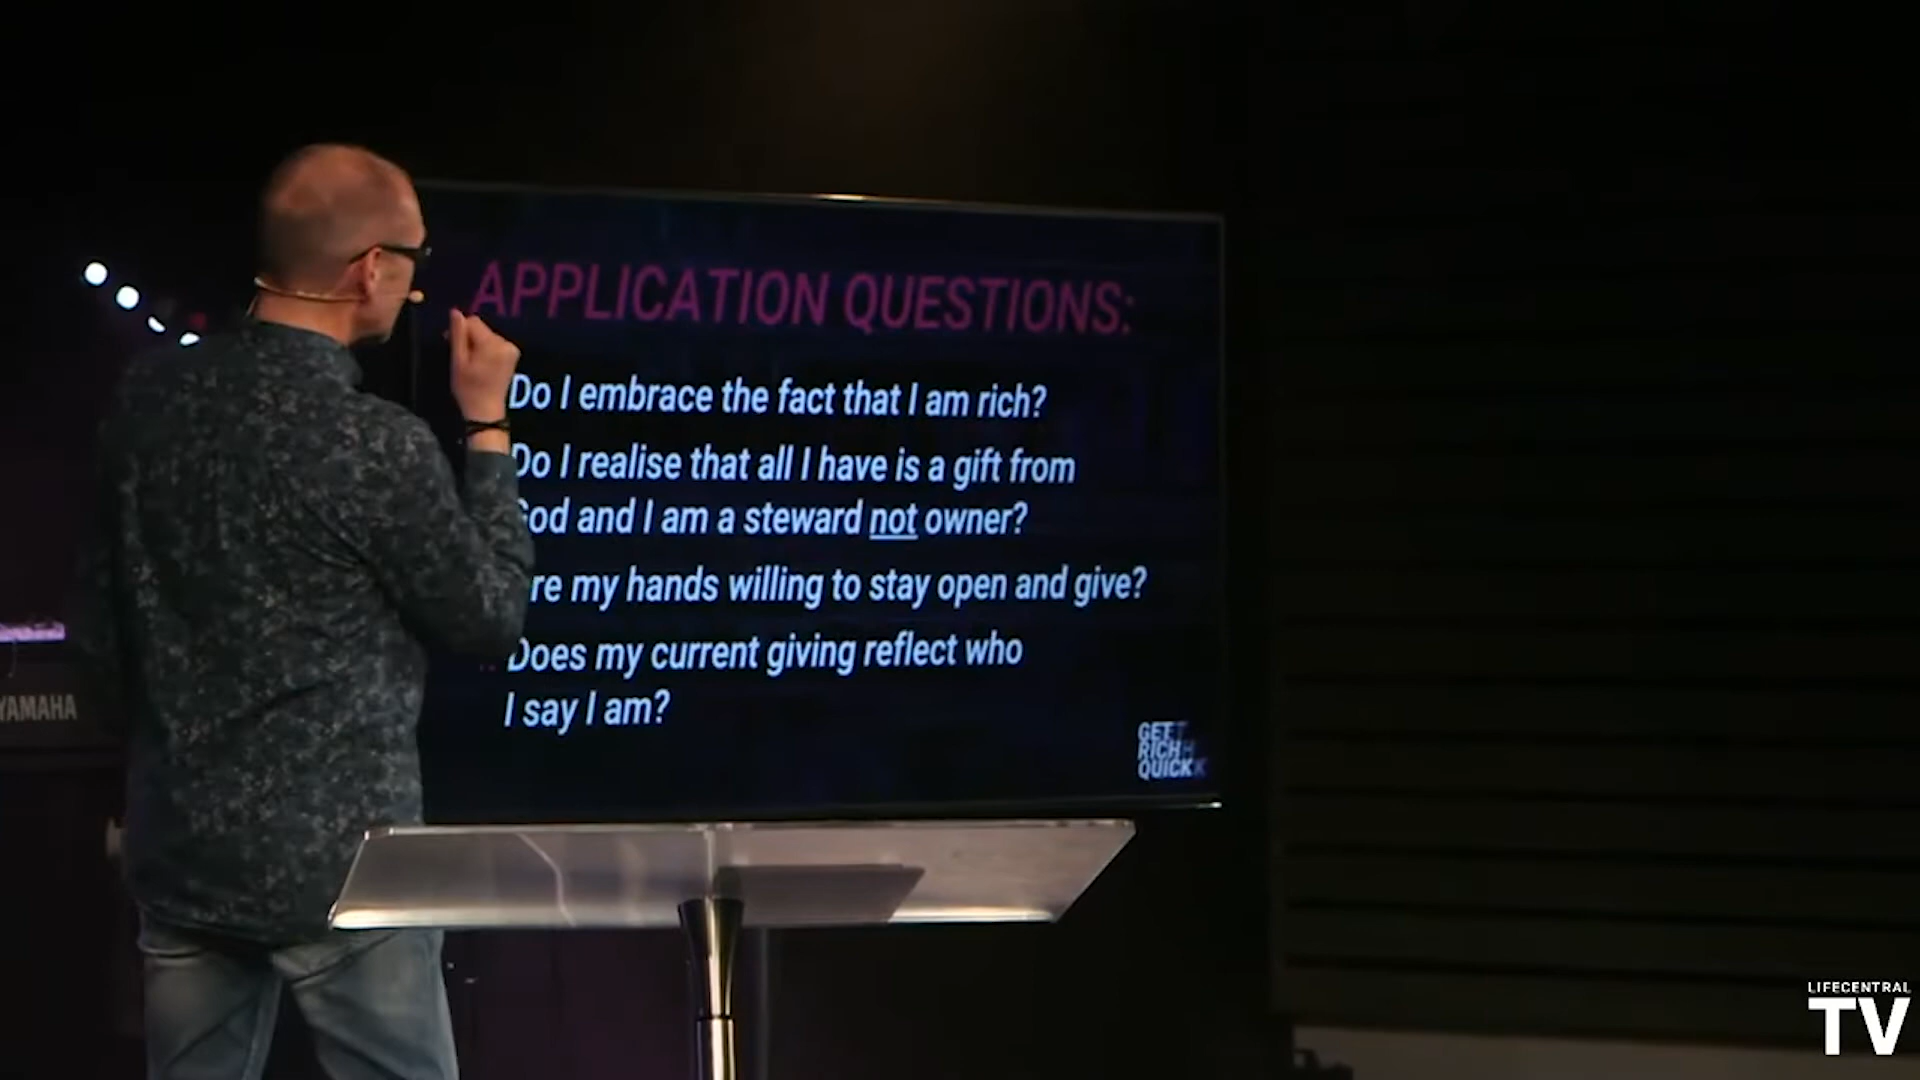 APPLICATION QUESTIONS:
Do I embrace the fact that I am rich?
Do I realise that all I have is a gift from
God and I am a steward not owner?
re my hands willing to stay open and give?
Does my current giving reflect who
I say I am?
GET
RICH
QUICK
YAMAHA
LIFECENTRAL
TV